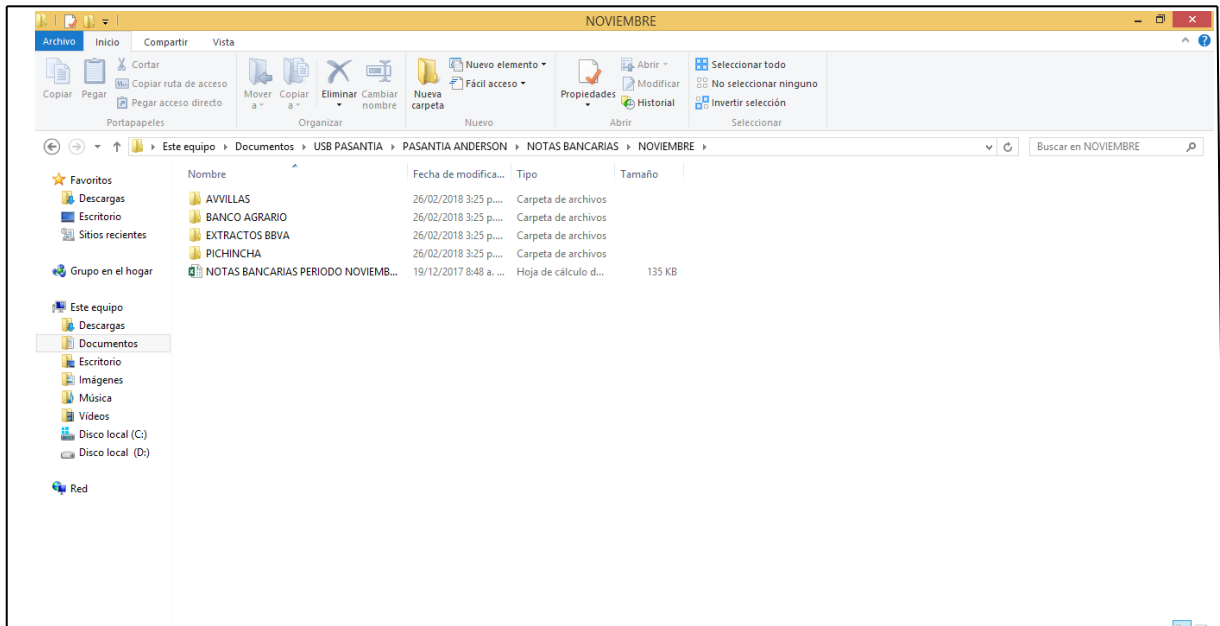 NOVIEMBRE
Archivo Inicio Compartir Vista
Copiar
Pegar
Cortar
Copiar ruta de acceso
Pegar acceso directo
Portapapeles
Mover a
Copiar a
Eliminar
Cambiar nombre
Organizar
Nueva carpeta
Nuevo elemento
Fácil acceso
Nuevo
Propiedades
Abrir
Modificar
Historial
Abrir
Seleccionar todo
No seleccionar ninguno
Invertir selección
Seleccionar
Este equipo Documentos USB PASANTIA PASANTIA ANDERSON NOTAS BANCARIAS NOVIEMBRE
Buscar en NOVIEMBRE
Favoritos
Descargas
Escritorio
Sitios recientes
Grupo en el hogar
Este equipo
Descargas
Documentos
Escritorio
Imágenes
Música
Vídeos
Disco local (C:)
Disco local (D:)
Red
Nombre Fecha de modifica... Tipo Tamaño
AVVILLAS 26/02/2018 3:25 p.... Carpeta de archivos
BANCO AGRARIO 26/02/2018 3:25 p.... Carpeta de archivos
EXTRACTOS BBVA 26/02/2018 3:25 p.... Carpeta de archivos
PICHINCHA 26/02/2018 3:25 p.... Carpeta de archivos
NOTAS BANCARIAS PERIODO NOVIEMB... 19/12/2017 8:48 a. ... Hoja de cálculo d... 135 KB